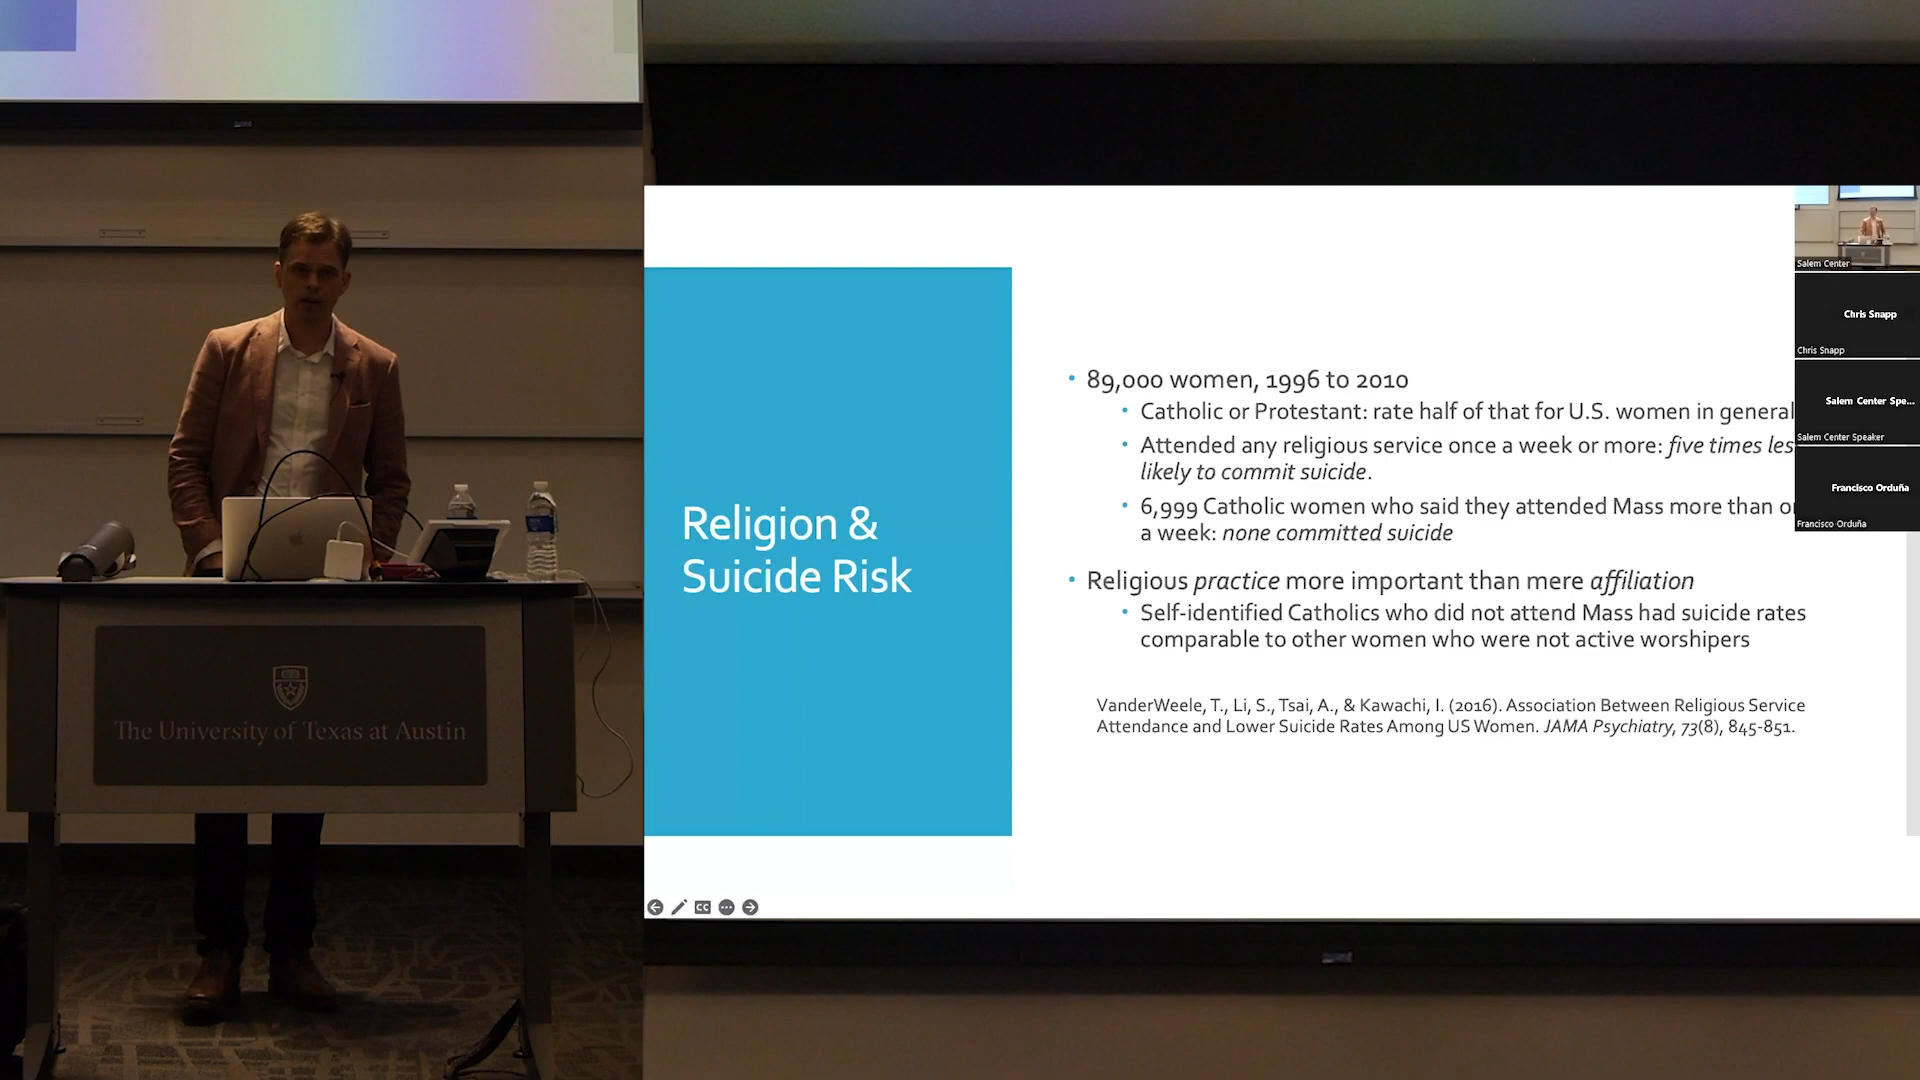 The University of Texas at Austin
Religion &
Suicide Risk
• 89,000 women, 1996 to 2010
• Catholic or Protestant: rate half of that for U.S. women in general
• Attended any religious service once a week or more: five times
likely to commit suicide.
• 6,999 Catholic women who said they attended Mass more than
a week: none committed suicide
• Religious practice more important than mere affiliation
• Self-identified Catholics who did not attend Mass had suicide rates
comparable to other women who were not active worshipers
VanderWeele, T., Li, S., Tsai, A., & Kawachi, I. (2016). Association Between Religious Service
Attendance and Lower Suicide Rates Among US Women. JAMA Psychiatry, 73(8), 845-851.
CC
Salem Center
Chris Snapp
Chris Snapp
Salem Center Spe...
Salem Center Speaker
Francisco Orduña
Francisco Orduña